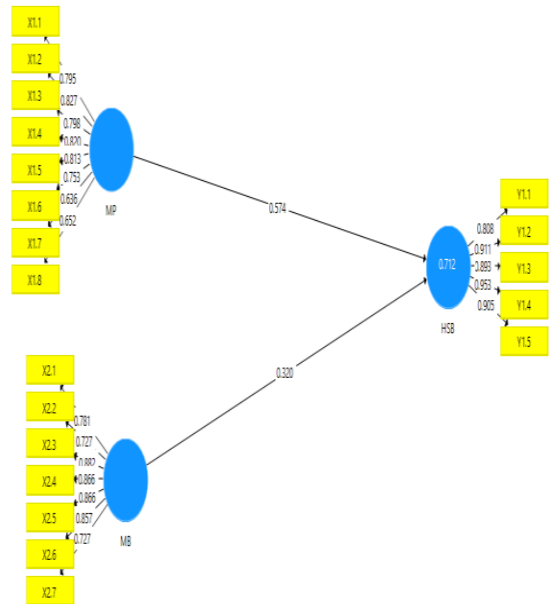 X1.1
X1.2
X1.3
X1.4
X1.5
X1.6
X1.7
X1.8
0.795
0.827
0.798
0.820
0.813
0.753
0.636
0.652
MP
0.574
Y1.1
Y1.2
Y1.3
Y1.4
Y1.5
0.808
0.911
0.893
0.953
0.905
0.712
HSB
0.320
X2.1
X2.2
X2.3
X2.4
X2.5
X2.6
X2.7
0.781
0.727
0.882
0.866
0.866
0.857
0.727
MB